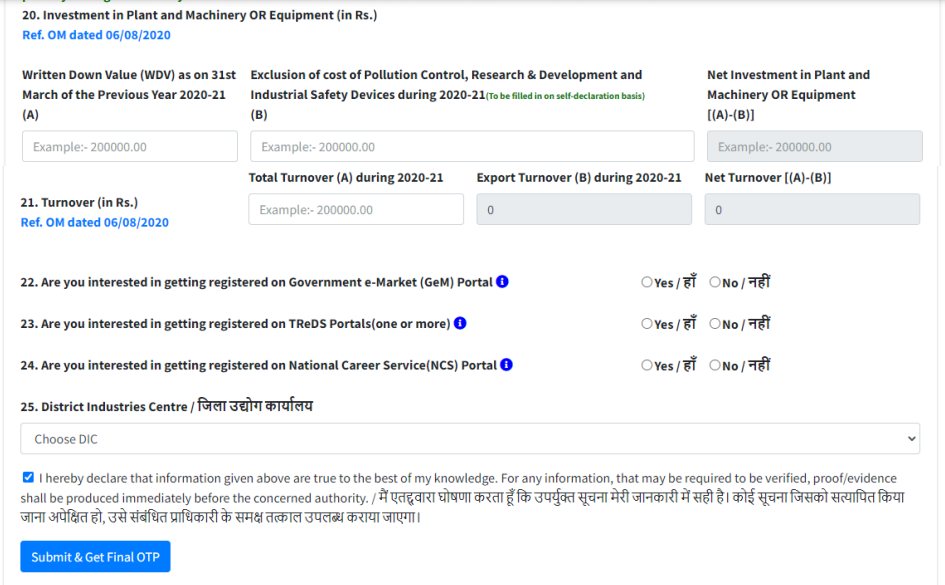 20. Investment in Plant and Machinery OR Equipment (in Rs.)
Ref. OM dated 06/08/2020
Written Down Value (WDV) as on 31st March of the Previous Year 2020-21 (A)
Exclusion of cost of Pollution Control, Research & Development and Industrial Safety Devices during 2020-21(To be filled in on self-declaration basis) (B)
Net Investment in Plant and Machinery OR Equipment [(A)-(B)]
Example:- 200000.00
Example:- 200000.00
Example:- 200000.00
21. Turnover (in Rs.)
Ref. OM dated 06/08/2020
Total Turnover (A) during 2020-21
Export Turnover (B) during 2020-21
Net Turnover [(A)-(B)]
Example:- 200000.00
0
0
22. Are you interested in getting registered on Government e-Market (GeM) Portal
Yes / हाँ No / नहीं
23. Are you interested in getting registered on TReDS Portals(one or more)
Yes / हाँ No / नहीं
24. Are you interested in getting registered on National Career Service(NCS) Portal
Yes / हाँ No / नहीं
25. District Industries Centre / जिला उद्योग कार्यालय
Choose DIC
I hereby declare that information given above are true to the best of my knowledge. For any information, that may be required to be verified, proof/evidence
shall be produced immediately before the concerned authority. / मैं एतद्द्वारा घोषणा करता हूँ कि उपर्युक्त सूचना मेरी जानकारी में सही है। कोई सूचना जिसको सत्यापित किया
जाना अपेक्षित हो, उसे संबंधित प्राधिकारी के समक्ष तत्काल उपलब्ध कराया जाएगा।
Submit & Get Final OTP